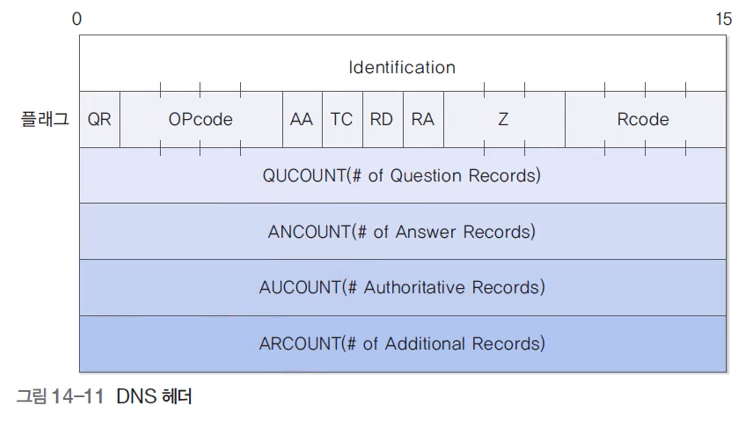 0 15
Identification
플래그 QR OPcode AA TC RD RA Z Rcode
QUCOUNT(# of Question Records)
ANCOUNT(# of Answer Records)
AUCOUNT(# Authoritative Records)
ARCOUNT(# of Additional Records)
그림 14-11 DNS 헤더